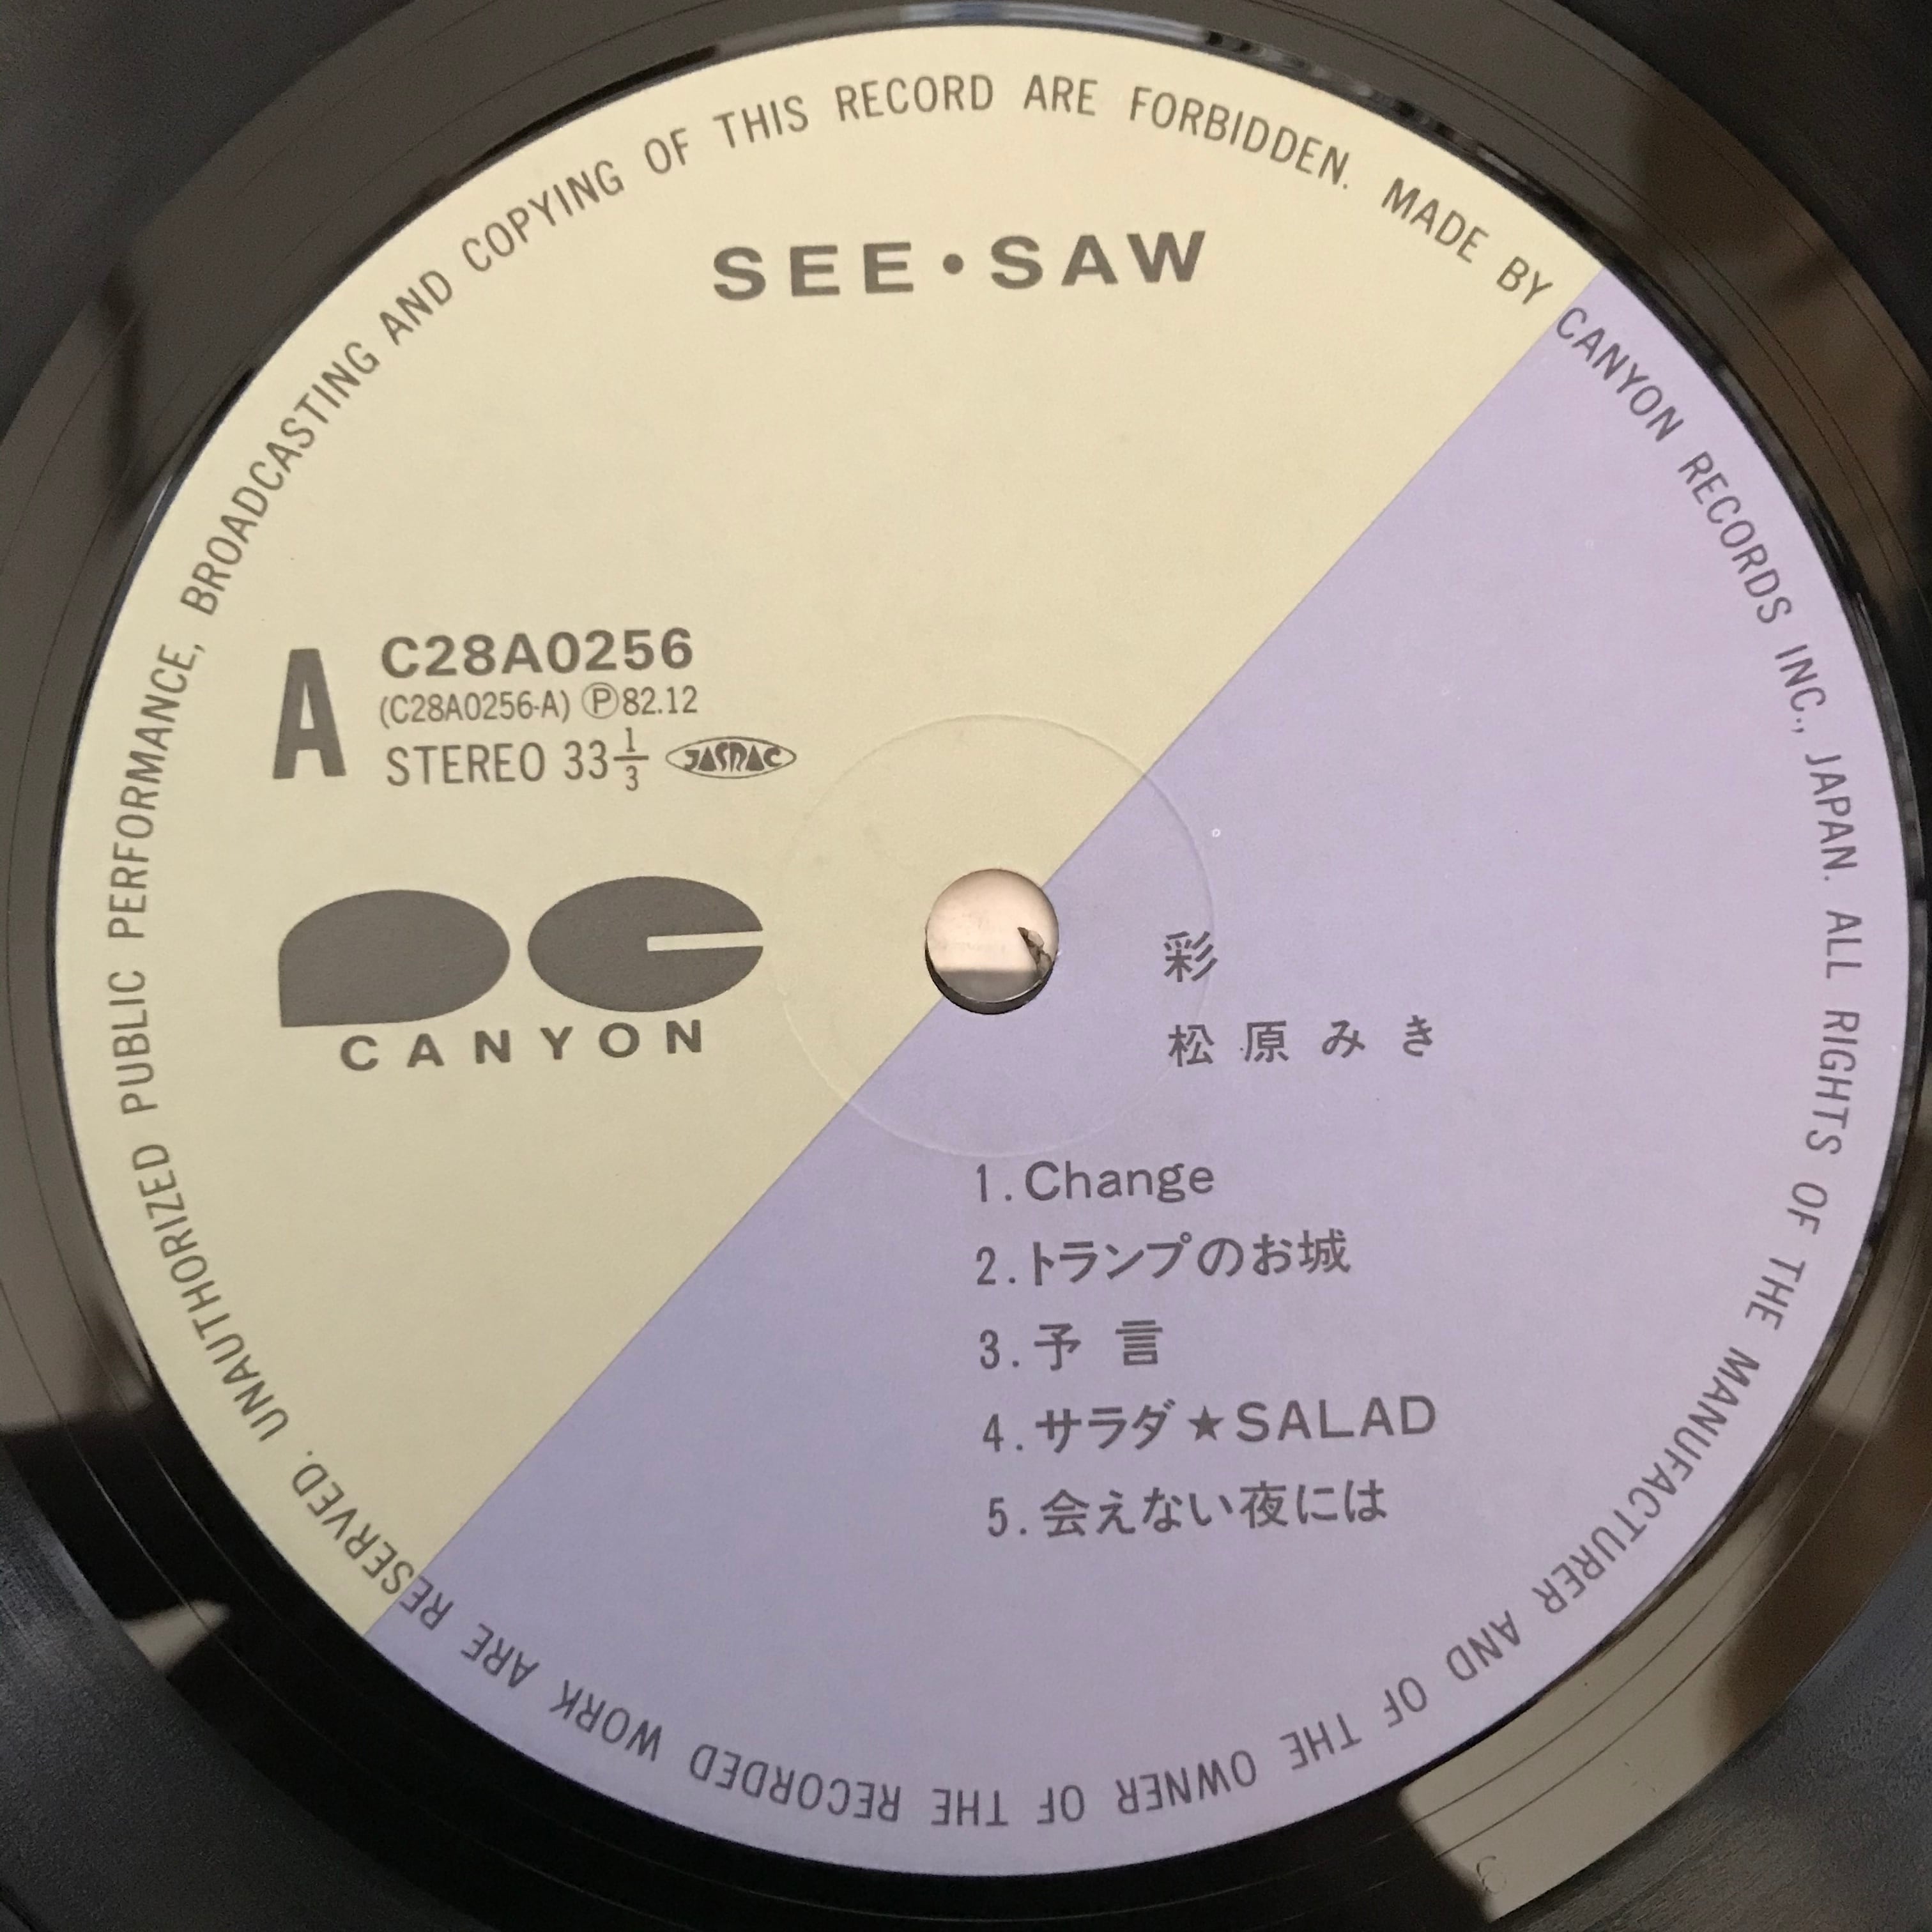 SEE・SAW
A
C28A0256
(C28A0256-A) Ⓟ82.12
STEREO 33 1/3 JASRAC
CANYON
彩
松原みき
1. Change
2. トランプのお城
3. 予 言
4. サラダ★SALAD
5. 会えない夜には
UNAUTHORIZED PUBLIC PERFORMANCE, BROADCASTING AND COPYING OF THIS RECORD ARE FORBIDDEN. MADE BY CANYON RECORDS INC., JAPAN. ALL RIGHTS OF THE MANUFACTURER AND OF THE OWNER OF THE RECORDED WORK ARE RESERVED.